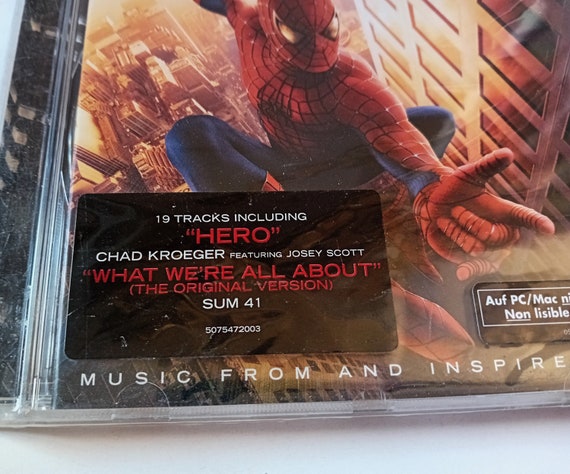 19 TRACKS INCLUDING
"HERO"
CHAD KROEGER FEATURING JOSEY SCOTT
"WHAT WE'RE ALL ABOUT"
(THE ORIGINAL VERSION)
SUM 41
5075472003
Auf PC/Mac ni
Non lisible
MUSIC FROM AND INSPIRE